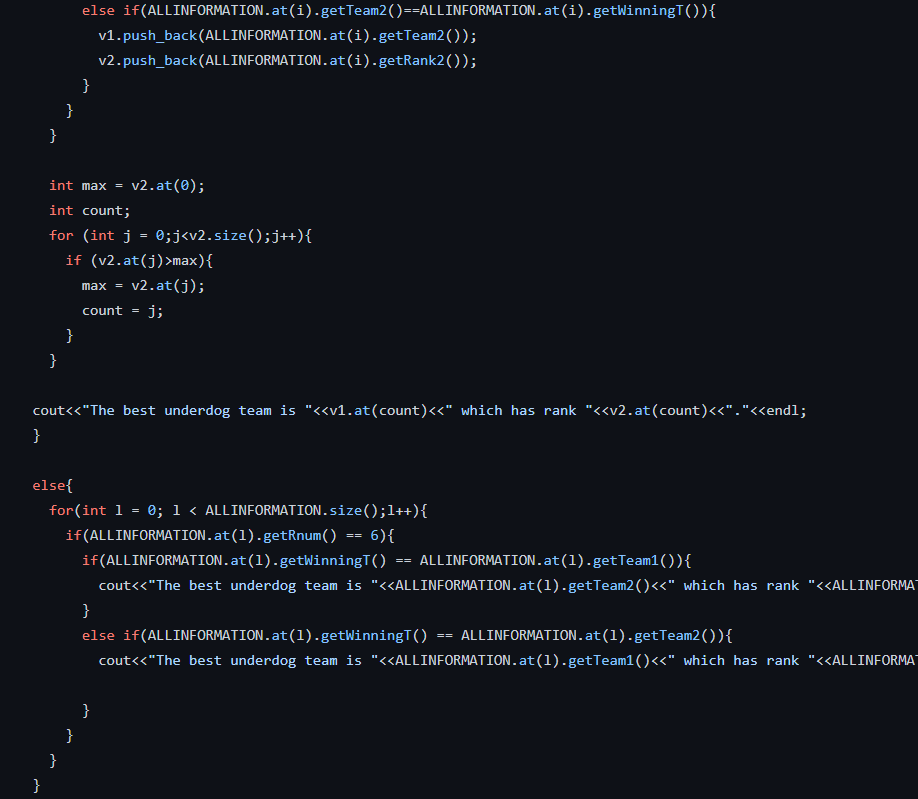 else if(ALLINFORMATION.at(i).getTeam2()==ALLINFORMATION.at(i).getWinningT()){
v1.push_back(ALLINFORMATION.at(i).getTeam2());
v2.push_back(ALLINFORMATION.at(i).getRank2());
}
}
}
int max = v2.at(0);
int count;
for (int j = 0;j<v2.size();j++){
if (v2.at(j)>max){
max = v2.at(j);
count = j;
}
}
cout<<"The best underdog team is "<<v1.at(count)<<" which has rank "<<v2.at(count)<<"."<<endl;
}
else{
for(int l = 0; l < ALLINFORMATION.size();l++){
if(ALLINFORMATION.at(l).getRnum() == 6){
if(ALLINFORMATION.at(l).getWinningT() == ALLINFORMATION.at(l).getTeam1()){
cout<<"The best underdog team is "<<ALLINFORMATION.at(l).getTeam2()<<" which has rank "<<ALLINFORMAT
}
else if(ALLINFORMATION.at(l).getWinningT() == ALLINFORMATION.at(l).getTeam2()){
cout<<"The best underdog team is "<<ALLINFORMATION.at(l).getTeam1()<<" which has rank "<<ALLINFORMAT
}
}
}
}